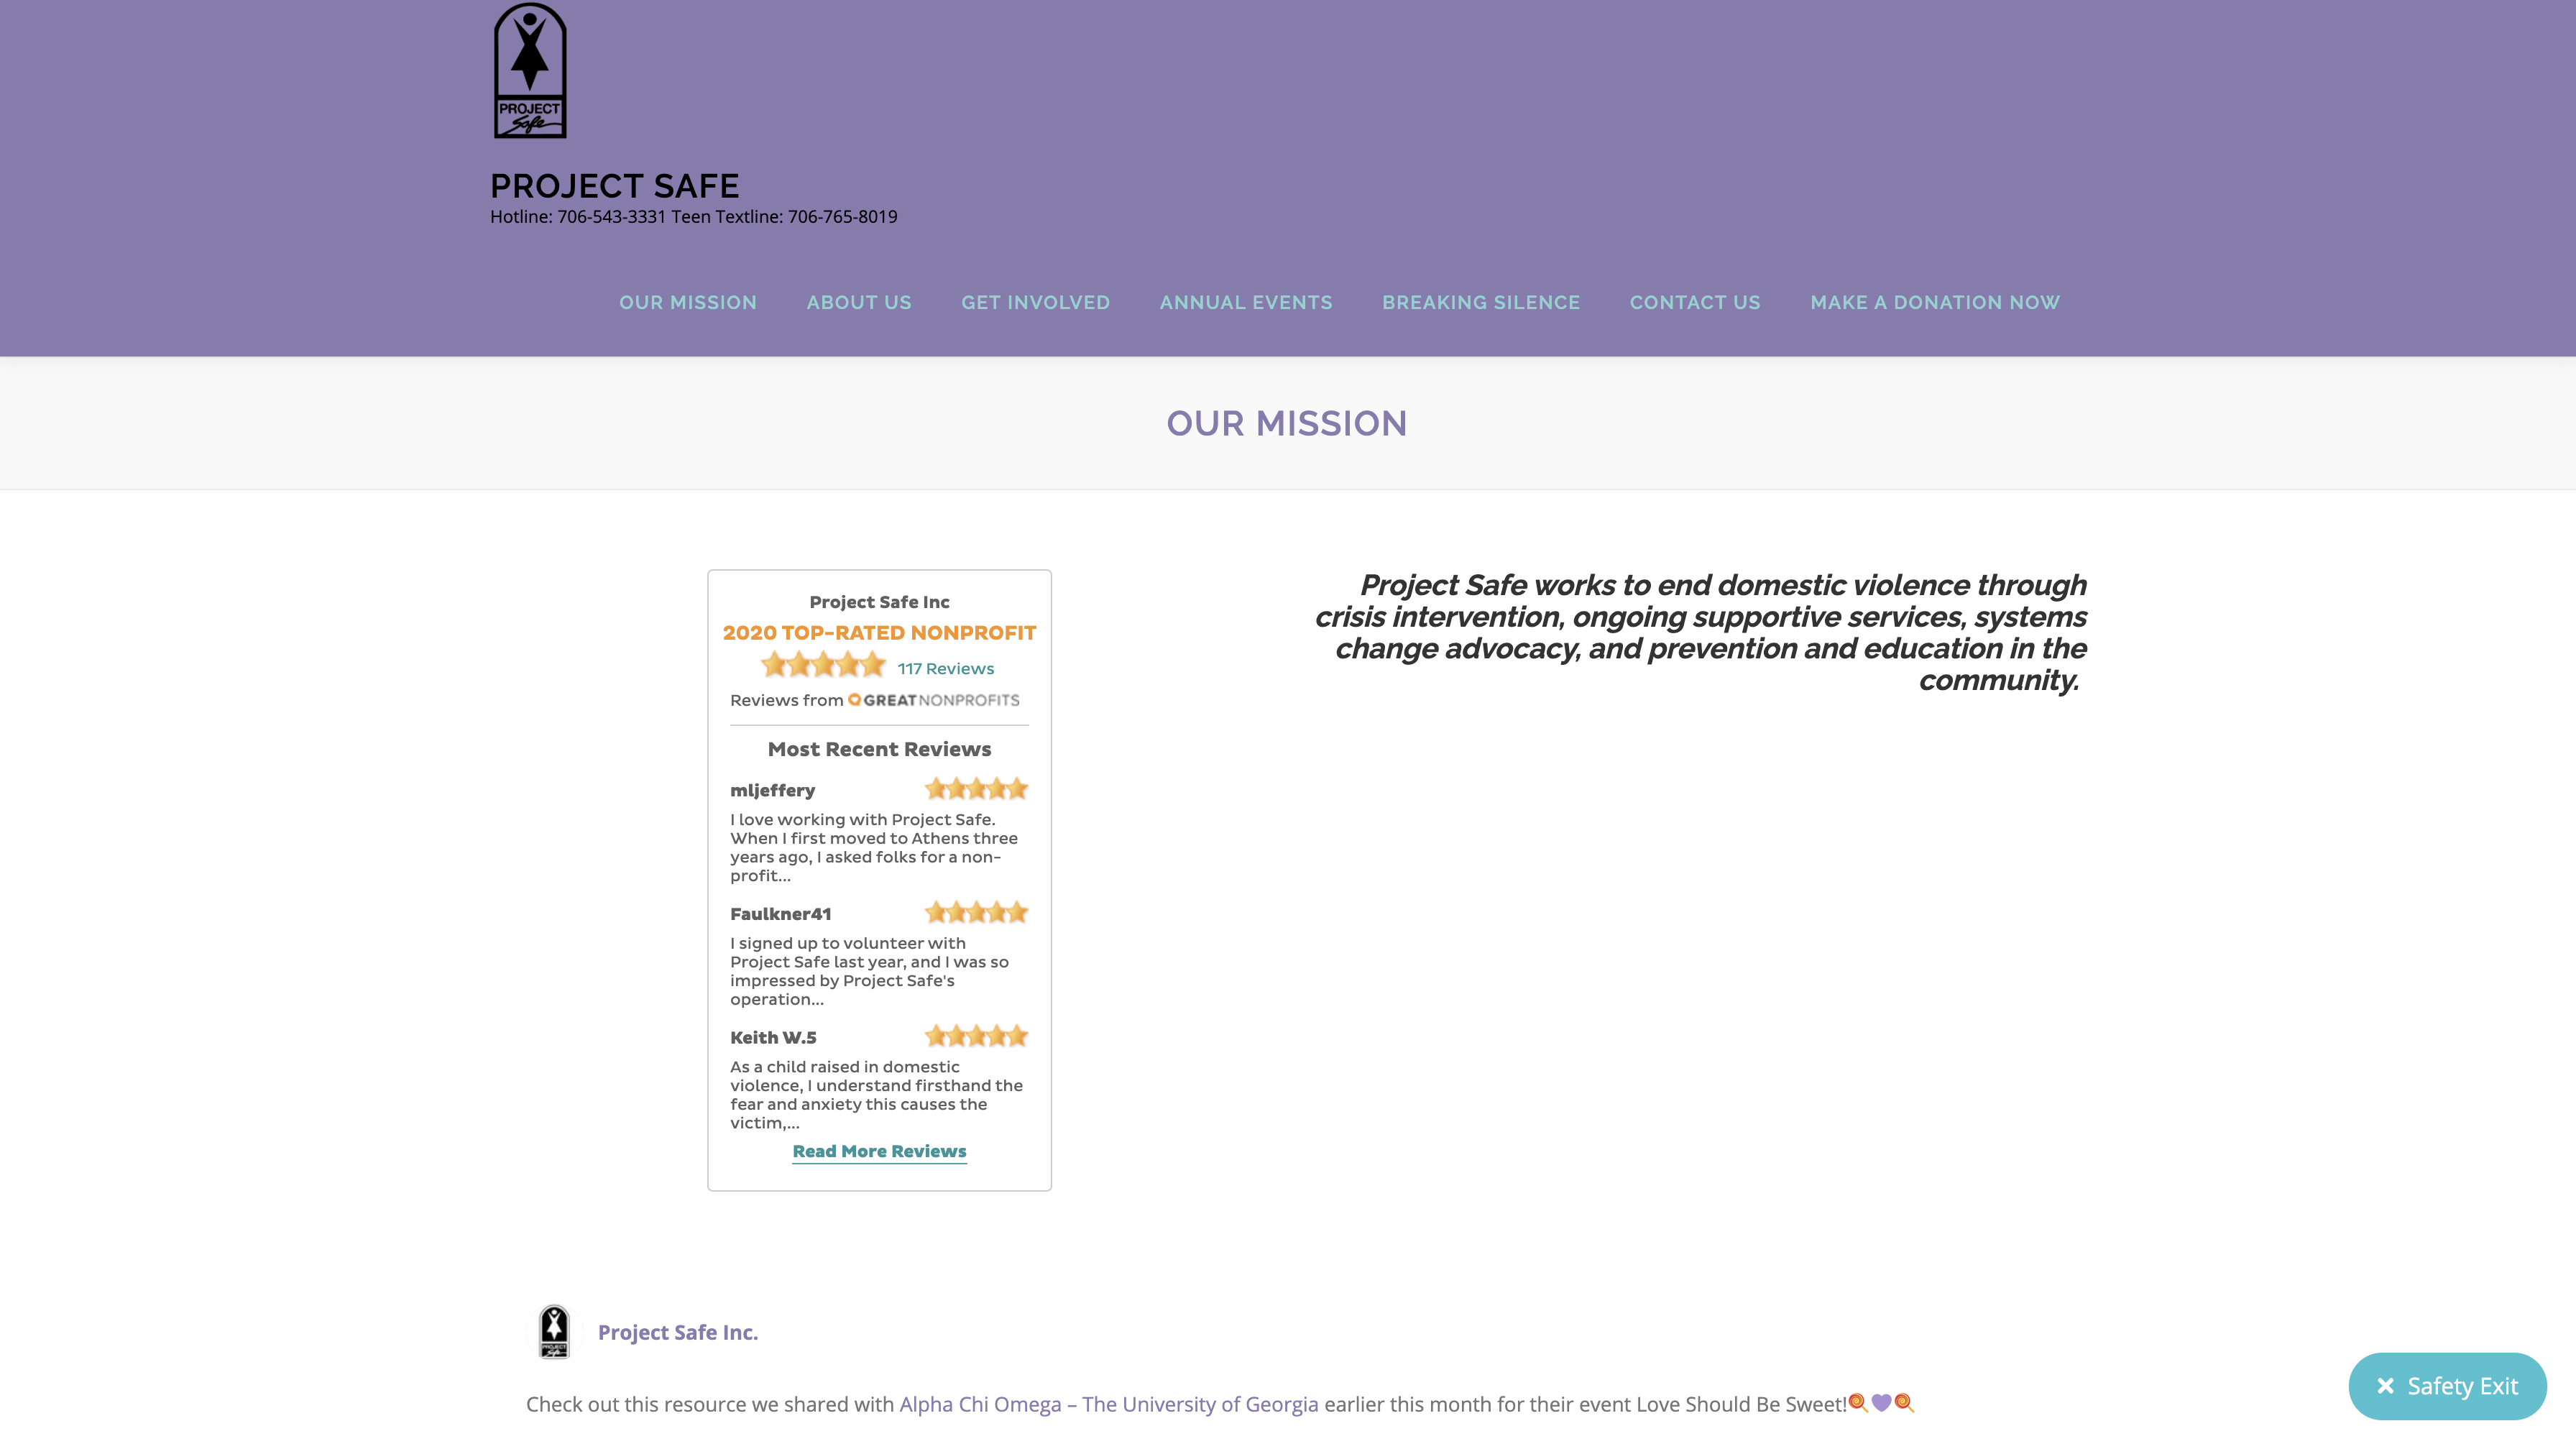 PROJECT
Safe
PROJECT SAFE
Hotline: 706-543-3331 Teen Textline: 706-765-8019
OUR MISSION ABOUT US GET INVOLVED ANNUAL EVENTS BREAKING SILENCE CONTACT US MAKE A DONATION NOW
OUR MISSION
Project Safe Inc
2020 TOP-RATED NONPROFIT
117 Reviews
Reviews from GREATNONPROFITS
Most Recent Reviews
mljeffery
I love working with Project Safe.
When I first moved to Athens three
years ago, I asked folks for a non-
profit...
Faulkner41
I signed up to volunteer with
Project Safe last year, and I was so
impressed by Project Safe's
operation...
Keith W.5
As a child raised in domestic
violence, I understand firsthand the
fear and anxiety this causes the
victim,...
Read More Reviews
Project Safe works to end domestic violence through
crisis intervention, ongoing supportive services, systems
change advocacy, and prevention and education in the
community.
PROJECT
Project Safe Inc.
Check out this resource we shared with Alpha Chi Omega – The University of Georgia earlier this month for their event Love Should Be Sweet!🍭💜🍭
Safety Exit